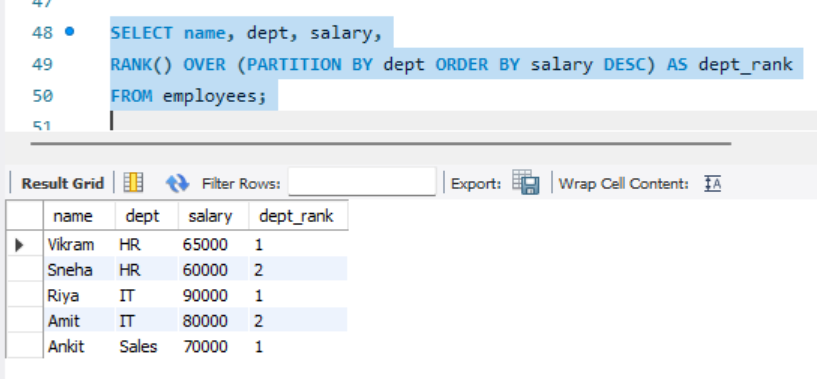 47
48 SELECT name, dept, salary,
49 RANK() OVER (PARTITION BY dept ORDER BY salary DESC) AS dept_rank
50 FROM employees;
51
Result Grid Filter Rows: Export: Wrap Cell Content: IA
name dept salary dept_rank
Vikram HR 65000 1
Sneha HR 60000 2
Riya IT 90000 1
Amit IT 80000 2
Ankit Sales 70000 1